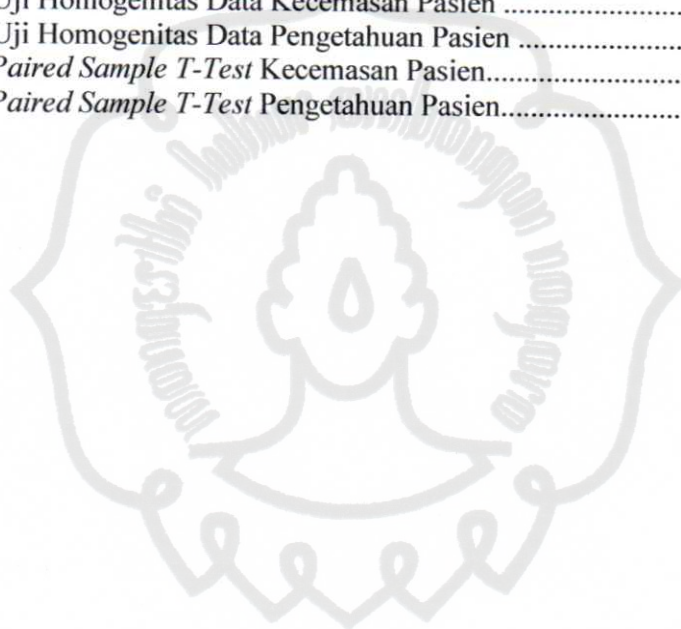 Uji Homogenitas Data Kecemasan Pasien ........................
Uji Homogenitas Data Pengetahuan Pasien ......................
Paired Sample T-Test Kecemasan Pasien...........................
Paired Sample T-Test Pengetahuan Pasien.........................